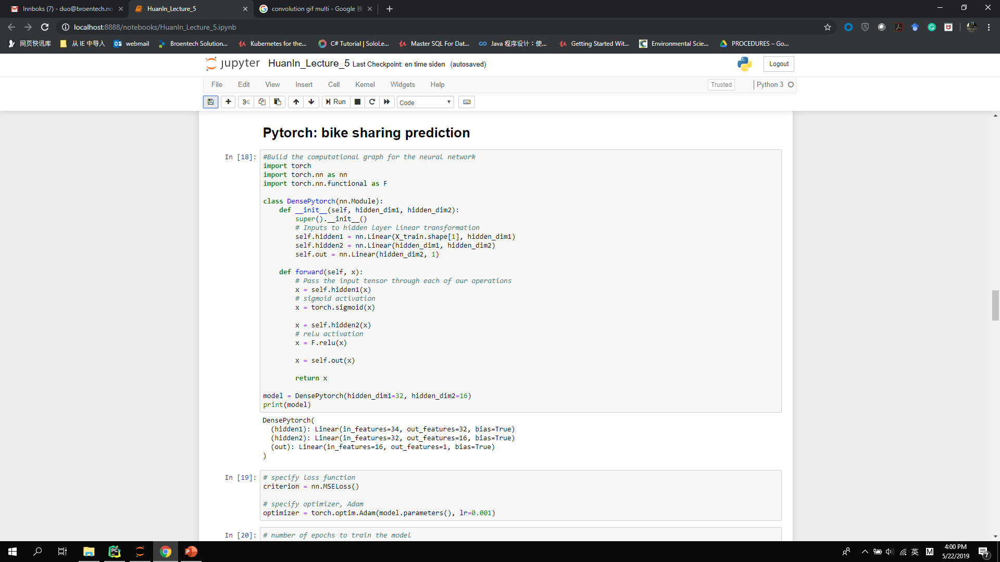 Innboks (7) - duo@broentech.no
HuanIn_Lecture_5
convolution gif multi - Google
localhost:8888/notebooks/HuanIn_Lecture_5.ipynb
网页快讯库
从 IE 中导入
webmail
Broentech Solution...
Kubernetes for the...
C# Tutorial | SoloLe...
Master SQL For Dat...
Java 程序设计：使...
Getting Started Wit...
Environmental Scie...
PROCEDURES – Go...
jupyter HuanIn_Lecture_5 Last Checkpoint: en time siden (autosaved)
Logout
File Edit View Insert Cell Kernel Widgets Help
Trusted
Python 3
Run
Code
Pytorch: bike sharing prediction
In [18]:
#Build the computational graph for the neural network
import torch
import torch.nn as nn
import torch.nn.functional as F
class DensePytorch(nn.Module):
    def __init__(self, hidden_dim1, hidden_dim2):
        super().__init__()
        # Inputs to hidden layer linear transformation
        self.hidden1 = nn.Linear(X_train.shape[1], hidden_dim1)
        self.hidden2 = nn.Linear(hidden_dim1, hidden_dim2)
        self.out = nn.Linear(hidden_dim2, 1)
    def forward(self, x):
        # Pass the input tensor through each of our operations
        x = self.hidden1(x)
        # sigmoid activation
        x = torch.sigmoid(x)
        x = self.hidden2(x)
        # relu activation
        x = F.relu(x)
        x = self.out(x)
        return x
model = DensePytorch(hidden_dim1=32, hidden_dim2=16)
print(model)
DensePytorch(
  (hidden1): Linear(in_features=34, out_features=32, bias=True)
  (hidden2): Linear(in_features=32, out_features=16, bias=True)
  (out): Linear(in_features=16, out_features=1, bias=True)
)
In [19]:
# specify loss function
criterion = nn.MSELoss()
# specify optimizer, Adam
optimizer = torch.optim.Adam(model.parameters(), lr=0.001)
In [20]:
# number of epochs to train the model
PC
P
英
M
4:00 PM
5/22/2019
7